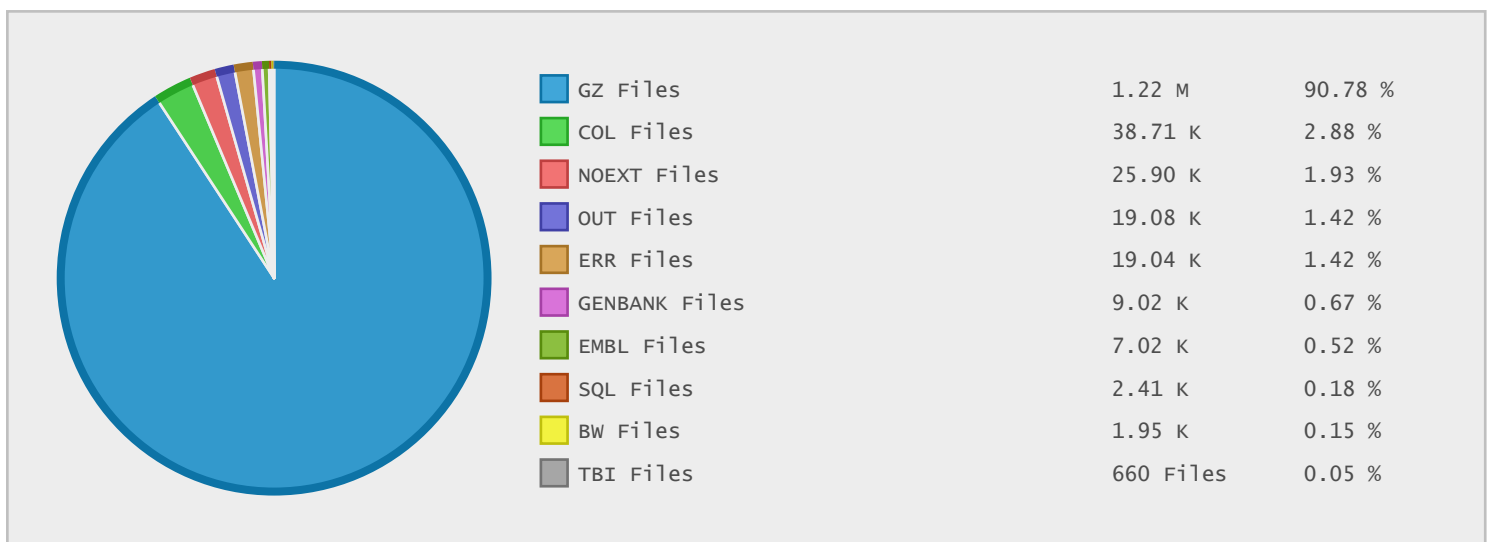 GZ Files 1.22 M 90.78 %
COL Files 38.71 K 2.88 %
NOEXT Files 25.90 K 1.93 %
OUT Files 19.08 K 1.42 %
ERR Files 19.04 K 1.42 %
GENBANK Files 9.02 K 0.67 %
EMBL Files 7.02 K 0.52 %
SQL Files 2.41 K 0.18 %
BW Files 1.95 K 0.15 %
TBI Files 660 Files 0.05 %